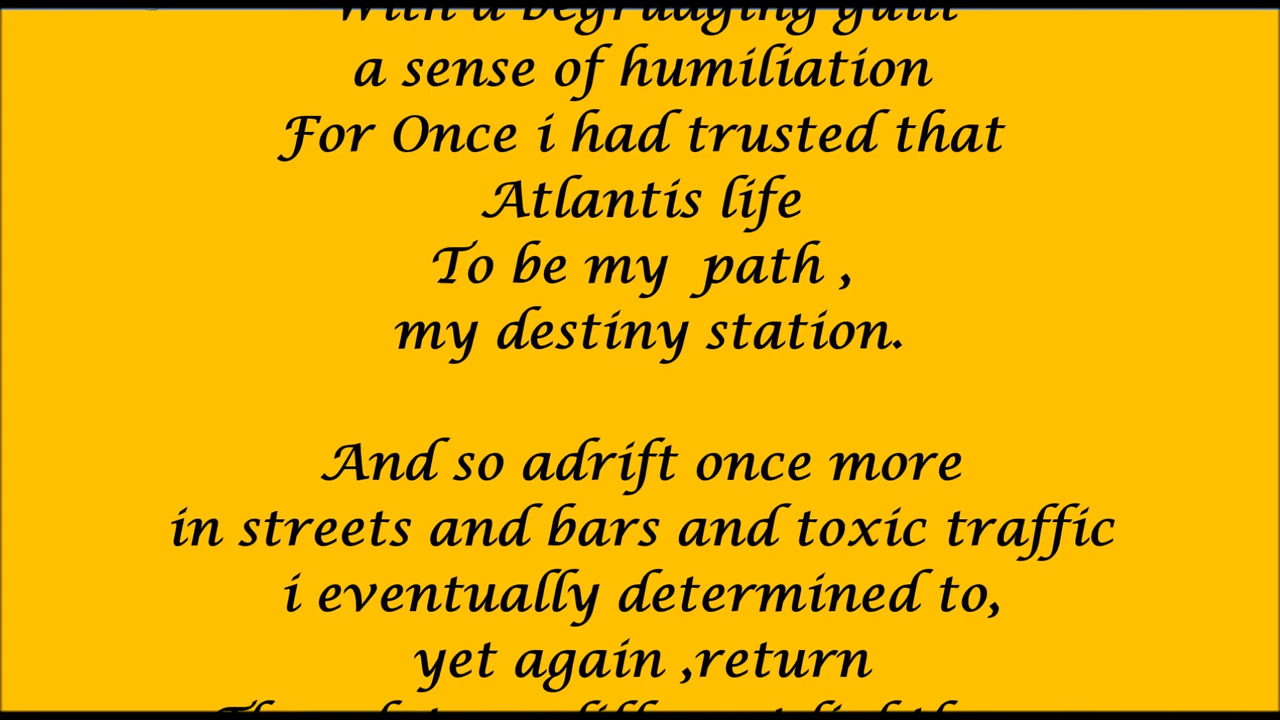 With a begrudging guilt
a sense of humiliation
For Once i had trusted that
Atlantis life
To be my path ,
my destiny station.
And so adrift once more
in streets and bars and toxic traffic
i eventually determined to,
yet again ,return